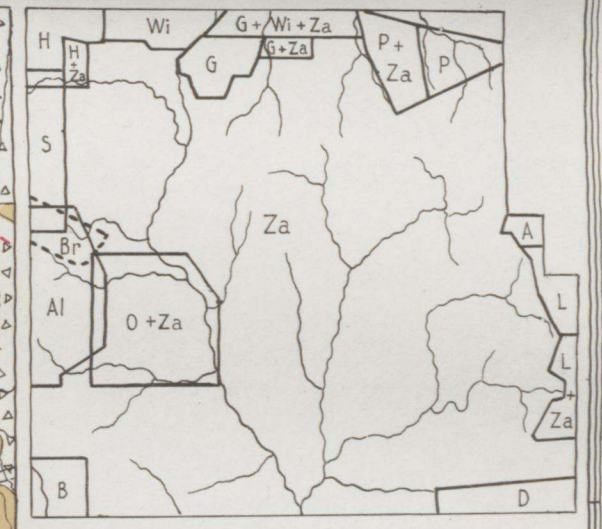 H
Wi
G + Wi + Za
H
+
Za
G
G + Za
P +
Za
P
S
Za
A
Br
Al
O + Za
L
L
+
Za
B
D